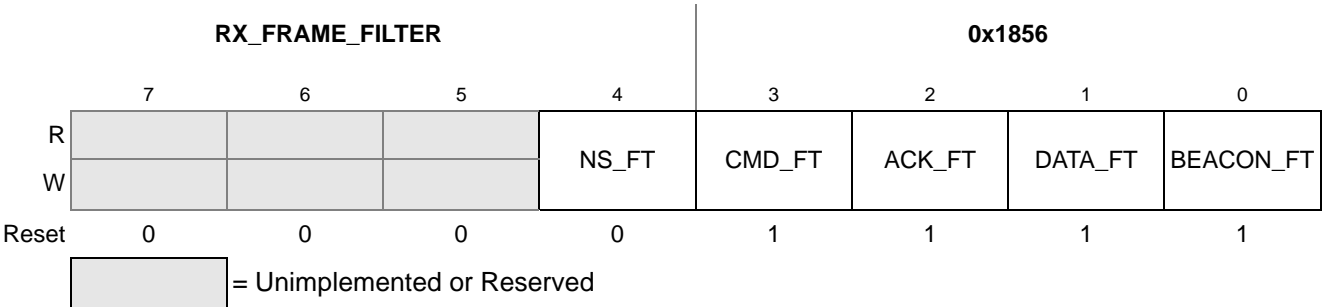 RX_FRAME_FILTER 0x1856
7 6 5 4 3 2 1 0
R
NS_FT CMD_FT ACK_FT DATA_FT BEACON_FT
W
Reset 0 0 0 0 1 1 1 1
= Unimplemented or Reserved